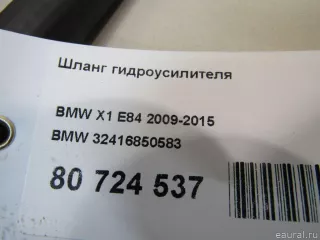 Шланг гидроусилителя
BMW X1 E84 2009-2015
BMW 32416850583
80 724 537
eaural.ru